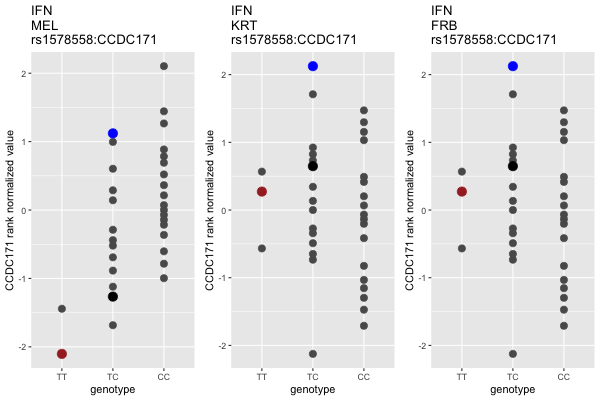 IFN
MEL
rs1578558:CCDC171
CCDC171 rank normalized value
2
1
0
-1
-2
TT TC CC
genotype
IFN
KRT
rs1578558:CCDC171
CCDC171 rank normalized value
2
1
0
-1
-2
TT TC CC
genotype
IFN
FRB
rs1578558:CCDC171
CCDC171 rank normalized value
2
1
0
-1
-2
TT TC CC
genotype